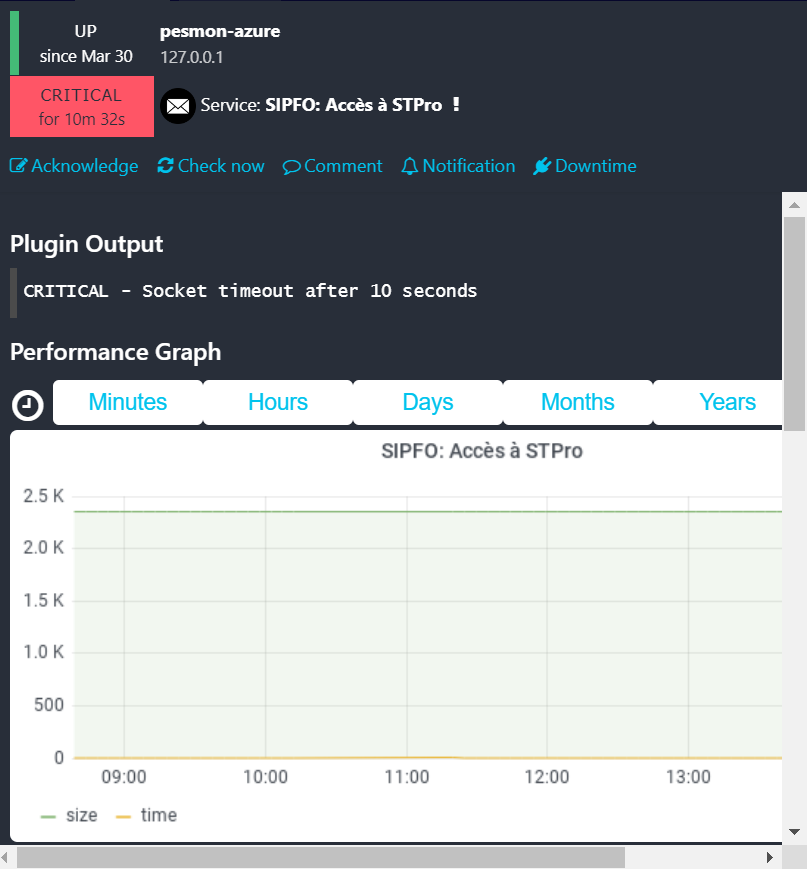 UP
since Mar 30
pesmon-azure
127.0.0.1
CRITICAL
for 10m 32s
Service: SIPFO: Accès à STPro !
Acknowledge Check now Comment Notification Downtime
Plugin Output
CRITICAL - Socket timeout after 10 seconds
Performance Graph
Minutes Hours Days Months Years
SIPFO: Accès à STPro
2.5 K
2.0 K
1.5 K
1.0 K
500
0
09:00 10:00 11:00 12:00 13:00
size time